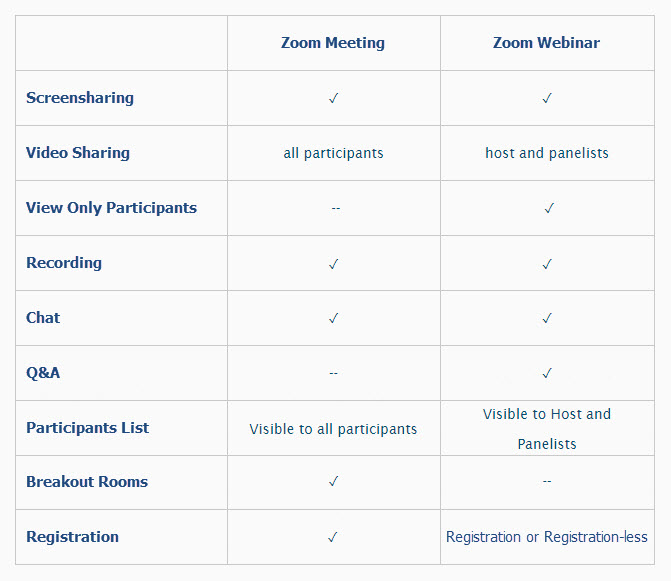 Zoom Meeting Zoom Webinar
Screensharing ✓ ✓
Video Sharing all participants host and panelists
View Only Participants -- ✓
Recording ✓ ✓
Chat ✓ ✓
Q&A -- ✓
Participants List Visible to all participants Visible to Host and
Panelists
Breakout Rooms ✓ --
Registration ✓ Registration or Registration-less